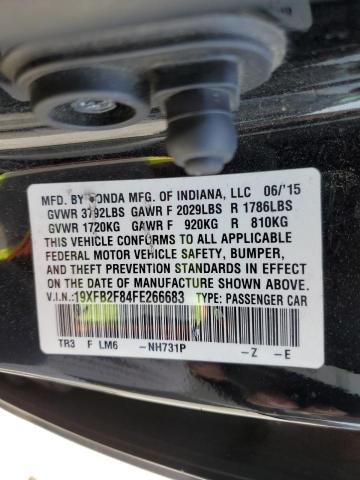 MFD. BY HONDA MFG. OF INDIANA, LLC 06/'15
GVWR 3792LBS GAWR F 2029LBS R 1786LBS
GVWR 1720KG GAWR F 920KG R 810KG
THIS VEHICLE CONFORMS TO ALL APPLICABLE
FEDERAL MOTOR VEHICLE SAFETY, BUMPER,
AND THEFT PREVENTION STANDARDS IN EFFECT
ON THE DATE OF MANUFACTURE SHOWN ABOVE.
V.I.N.:19XFB2F84FE266683 TYPE: PASSENGER CAR
TR3 F LM6 -NH731P -Z -E